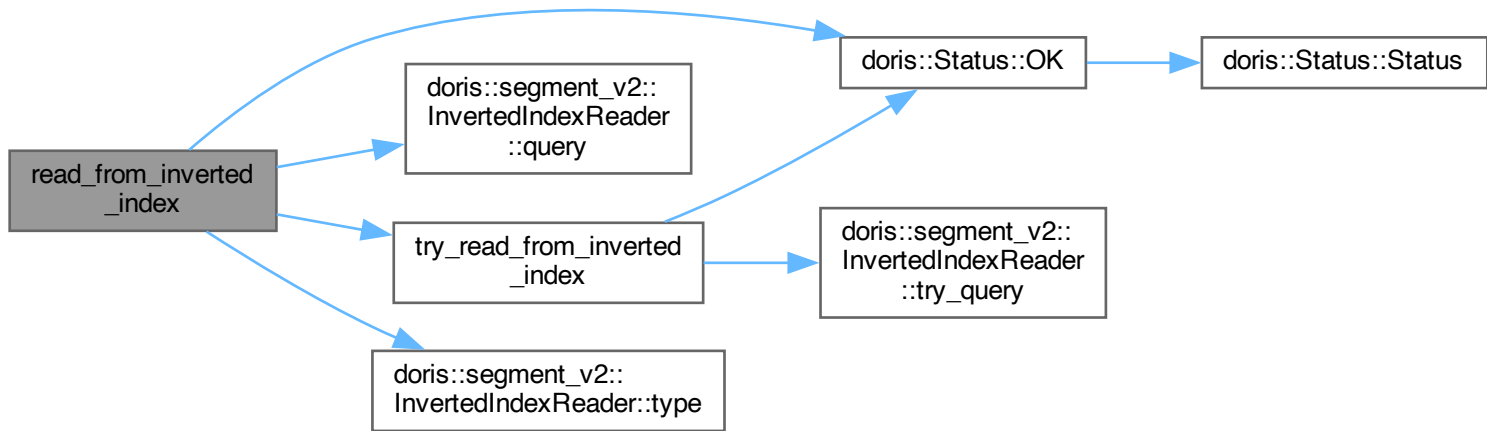 read_from_inverted
_index
doris::Status::OK
doris::Status::Status
doris::segment_v2::
InvertedIndexReader
::query
try_read_from_inverted
_index
doris::segment_v2::
InvertedIndexReader
::try_query
doris::segment_v2::
InvertedIndexReader::type